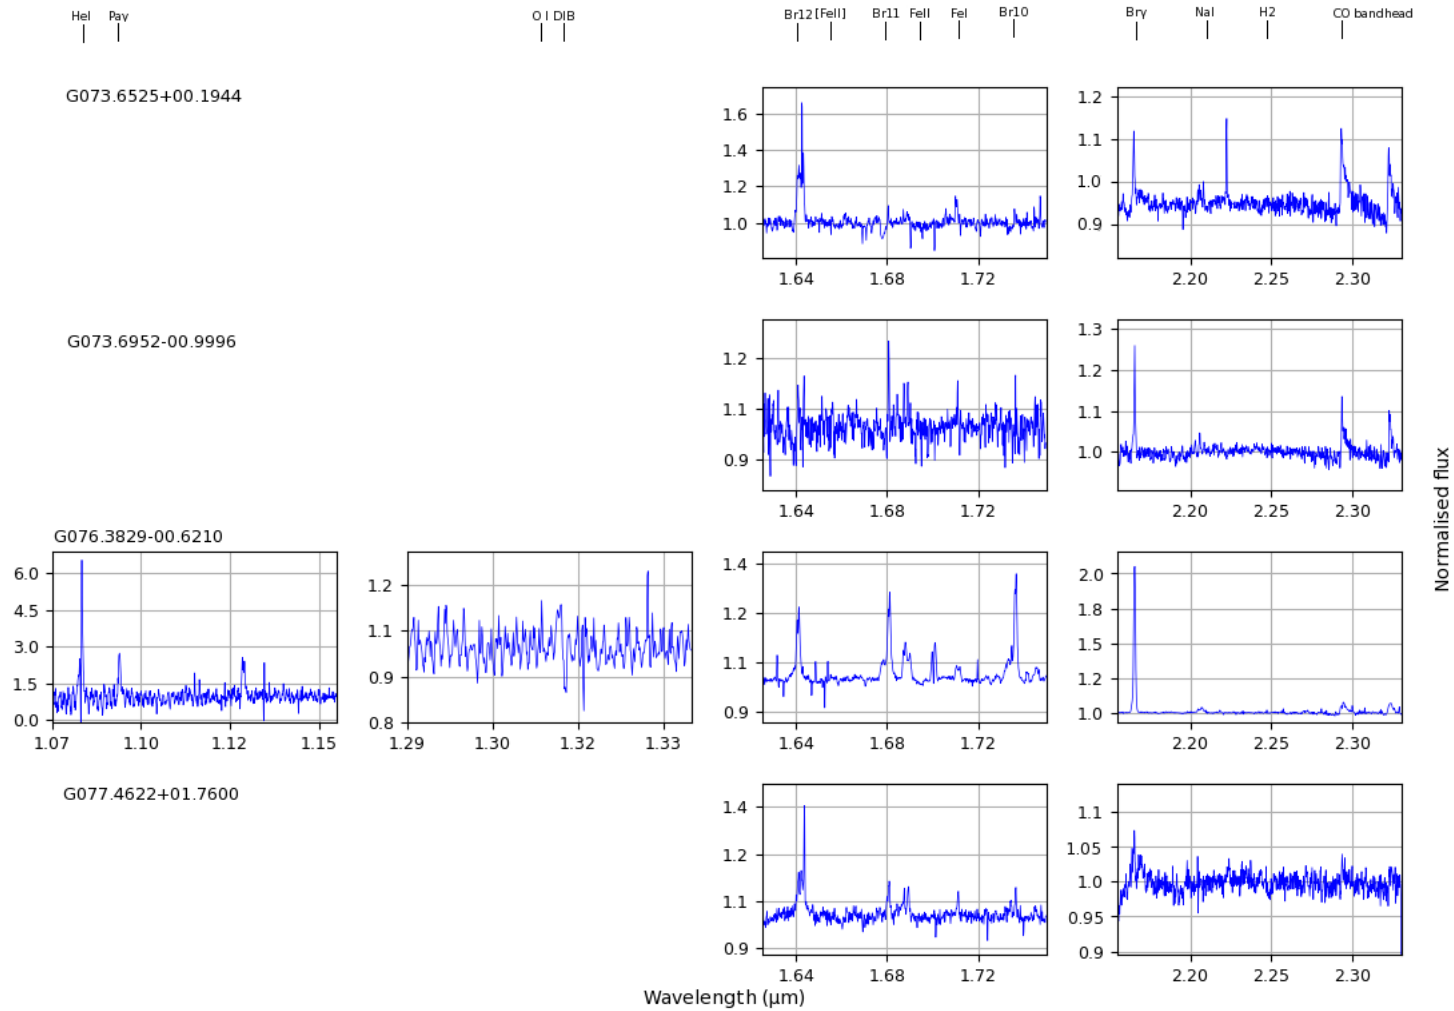 HeI Paγ O I DIB Br12 [FeII] Br11 FeII FeI Br10 Brγ NaI H2 CO bandhead
G073.6525+00.1944
1.6
1.4
1.2
1.0
1.64 1.68 1.72
1.2
1.1
1.0
0.9
2.20 2.25 2.30
G073.6952-00.9996
1.2
1.1
0.9
1.64 1.68 1.72
1.3
1.2
1.1
1.0
2.20 2.25 2.30
Normalised flux
G076.3829-00.6210
6.0
4.5
3.0
1.5
0.0
1.07 1.10 1.12 1.15
1.2
1.1
0.9
0.8
1.29 1.30 1.32 1.33
1.4
1.2
1.1
0.9
1.64 1.68 1.72
2.0
1.8
1.5
1.2
1.0
2.20 2.25 2.30
G077.4622+01.7600
1.4
1.2
1.1
0.9
1.64 1.68 1.72
1.1
1.05
1.0
0.95
0.9
2.20 2.25 2.30
Wavelength (μm)